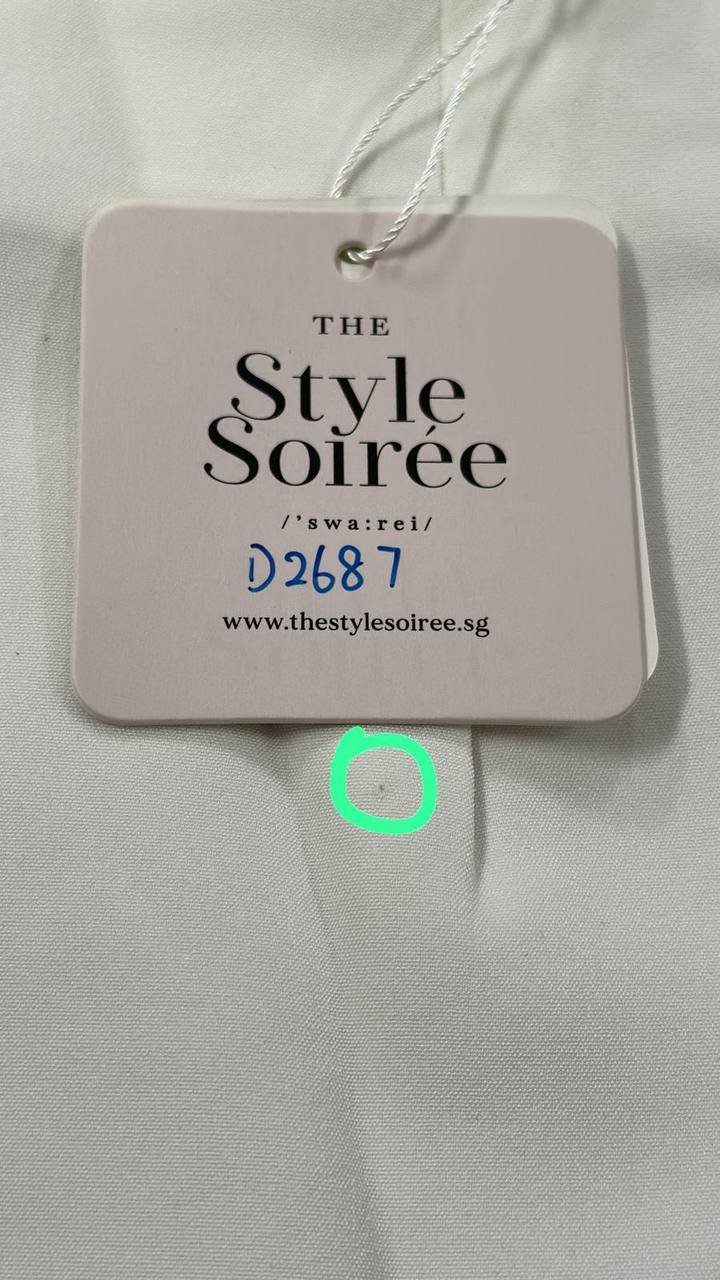 THE
Style
Soirée
/'swa:rei/
D2687
www.thestylesoiree.sg